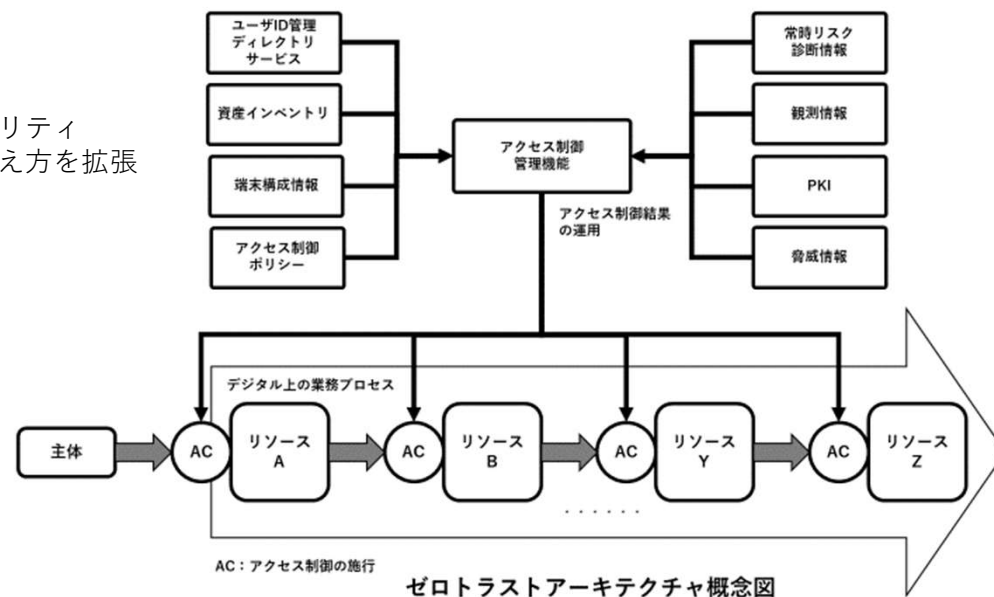 リティ
え方を拡張
ユーザID管理
ディレクトリ
サービス
資産インベントリ
端末構成情報
アクセス制御
ポリシー
アクセス制御
管理機能
アクセス制御結果
の運用
常時リスク
診断情報
観測情報
PKI
脅威情報
デジタル上の業務プロセス
主体
AC
リソース
A
AC
リソース
B
AC
リソース
Y
AC
リソース
Z
. . . . . .
AC：アクセス制御の施行
ゼロトラストアーキテクチャ概念図